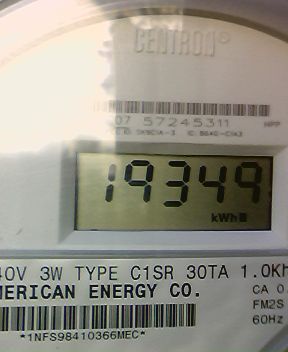 CENTRON®
07 57245311
19349
kWh
40V 3W TYPE C1SR 30TA 1.0Kh
MERICAN ENERGY CO.
CA 0.
FM2S
60Hz
*1NFS98410366MEC*